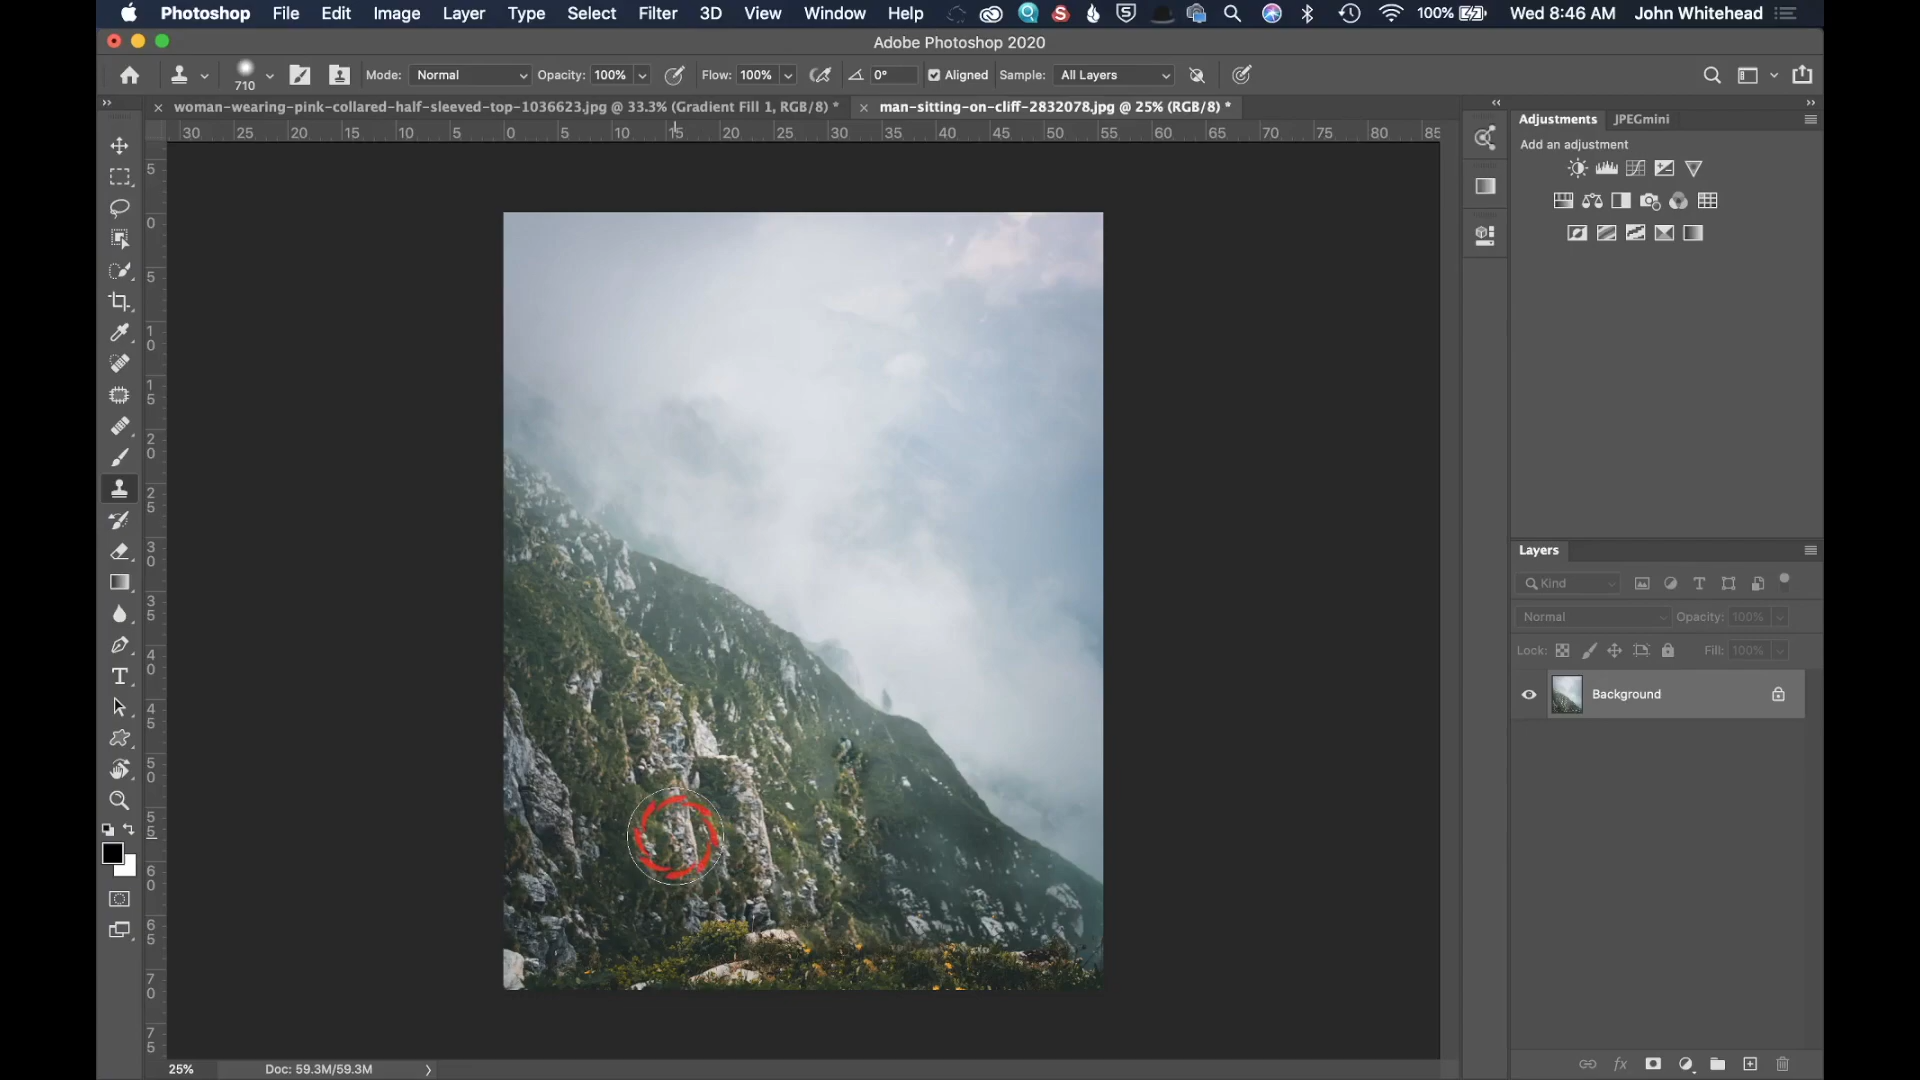 Photoshop File Edit Image Layer Type Select Filter 3D View Window Help 100% Wed 8:46 AM John Whitehead
Adobe Photoshop 2020
710 Mode: Normal Opacity: 100% Flow: 100% 0° Aligned Sample: All Layers
woman-wearing-pink-collared-half-sleeved-top-1036623.jpg @ 33.3% (Gradient Fill 1, RGB/8) * man-sitting-on-cliff-2832078.jpg @ 25% (RGB/8) *
30 25 20 15 10 5 0 5 10 15 20 25 30 35 40 45 50 55 60 65 70 75 80 85
Adjustments JPEGmini
Add an adjustment
5
0
5
10
15
20
25
30
35
40
45
50
55
60
65
70
75
Layers
Kind
Normal Opacity: 100%
Lock: Fill: 100%
Background
fx
25% Doc: 59.3M/59.3M